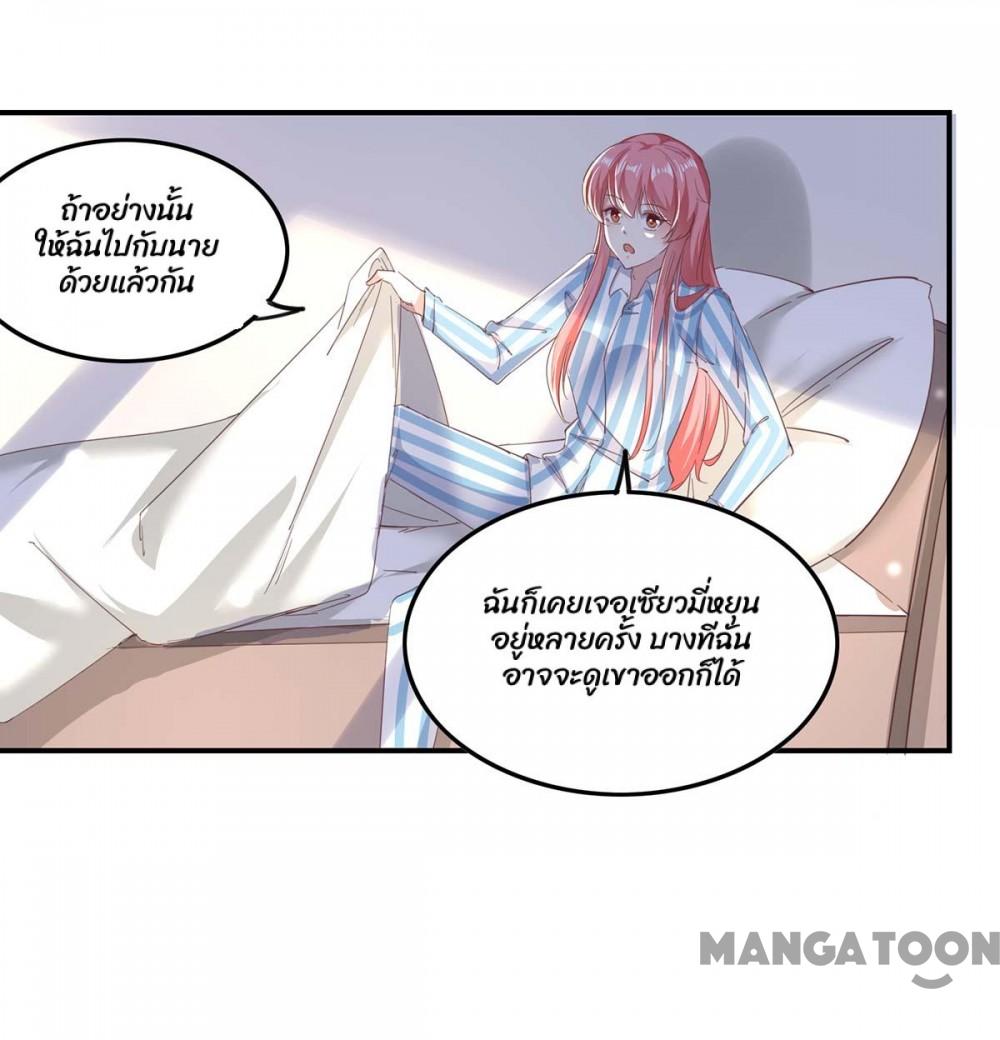 ถ้าอย่างนั้น
ให้ฉันไปกับนาย
ด้วยแล้วกัน
ฉันก็เคยเจอเซียวมี่หยุน
อยู่หลายครั้ง บางทีฉัน
อาจจะดูเขาออกก็ได้
MANGATOON